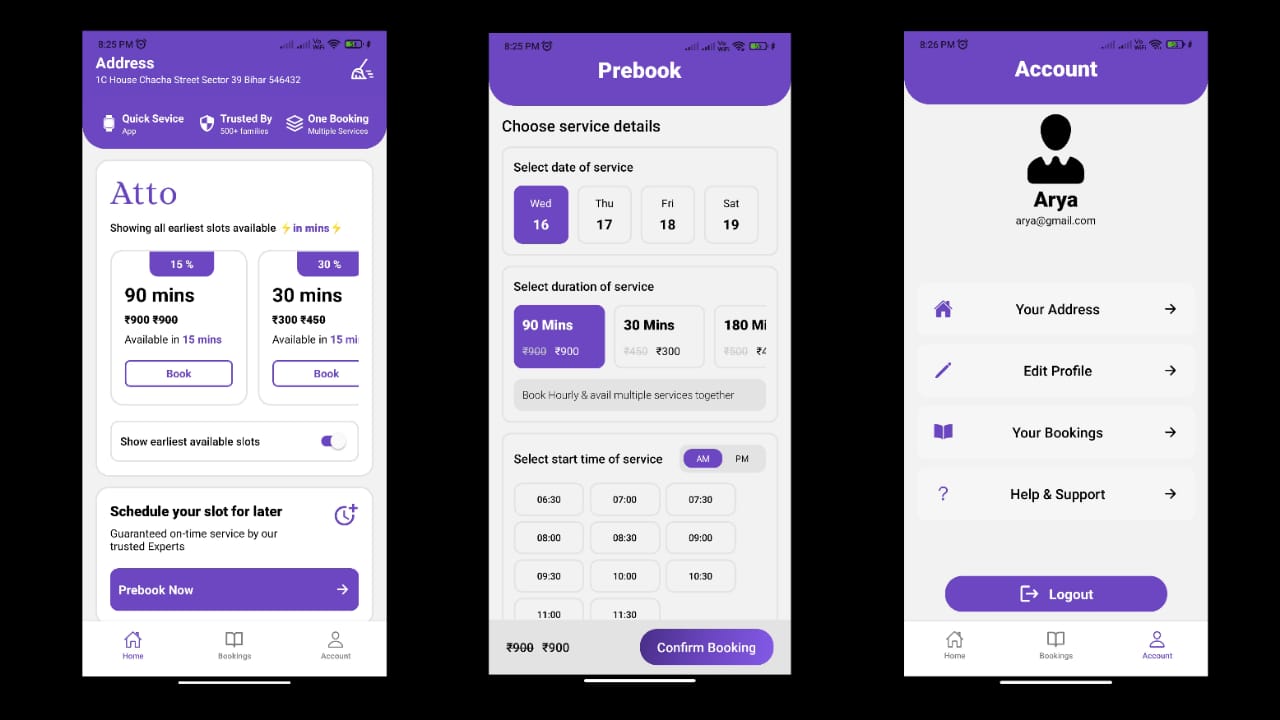 8:25 PM
Vo WiFi
51
Address
1C House Chacha Street Sector 39 Bihar 546432
Quick Sevice
App
Trusted By
500+ families
One Booking
Multiple Services
Atto
Showing all earliest slots available ⚡in mins⚡
15 %
90 mins
₹900 ₹900
Available in 15 mins
Book
30 %
30 mins
₹300 ₹450
Available in 15 mi
Book
Show earliest available slots
Schedule your slot for later
Guaranteed on-time service by our
trusted Experts
Prebook Now
Home
Bookings
Account
8:25 PM
Vo WiFi
Prebook
Choose service details
Select date of service
Wed
16
Thu
17
Fri
18
Sat
19
Select duration of service
90 Mins
₹900 ₹900
30 Mins
₹450 ₹300
180 Mi
₹500 ₹4
Book Hourly & avail multiple services together
Select start time of service
AM
PM
06:30
07:00
07:30
08:00
08:30
09:00
09:30
10:00
10:30
11:00
11:30
₹900 ₹900
Confirm Booking
8:26 PM
Vo WiFi
Account
Arya
arya@gmail.com
Your Address
Edit Profile
Your Bookings
? Help & Support
Logout
Home
Bookings
Account